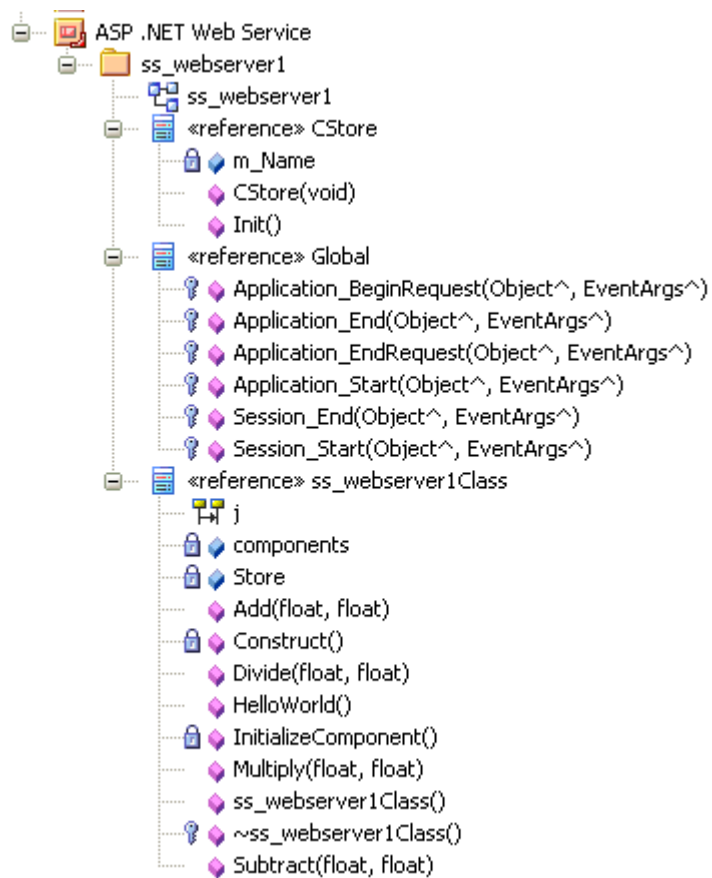 ASP .NET Web Service
ss_webserver1
ss_webserver1
«reference» CStore
m_Name
CStore(void)
Init()
«reference» Global
Application_BeginRequest(Object^, EventArgs^)
Application_End(Object^, EventArgs^)
Application_EndRequest(Object^, EventArgs^)
Application_Start(Object^, EventArgs^)
Session_End(Object^, EventArgs^)
Session_Start(Object^, EventArgs^)
«reference» ss_webserver1Class
j
components
Store
Add(float, float)
Construct()
Divide(float, float)
HelloWorld()
InitializeComponent()
Multiply(float, float)
ss_webserver1Class()
~ss_webserver1Class()
Subtract(float, float)